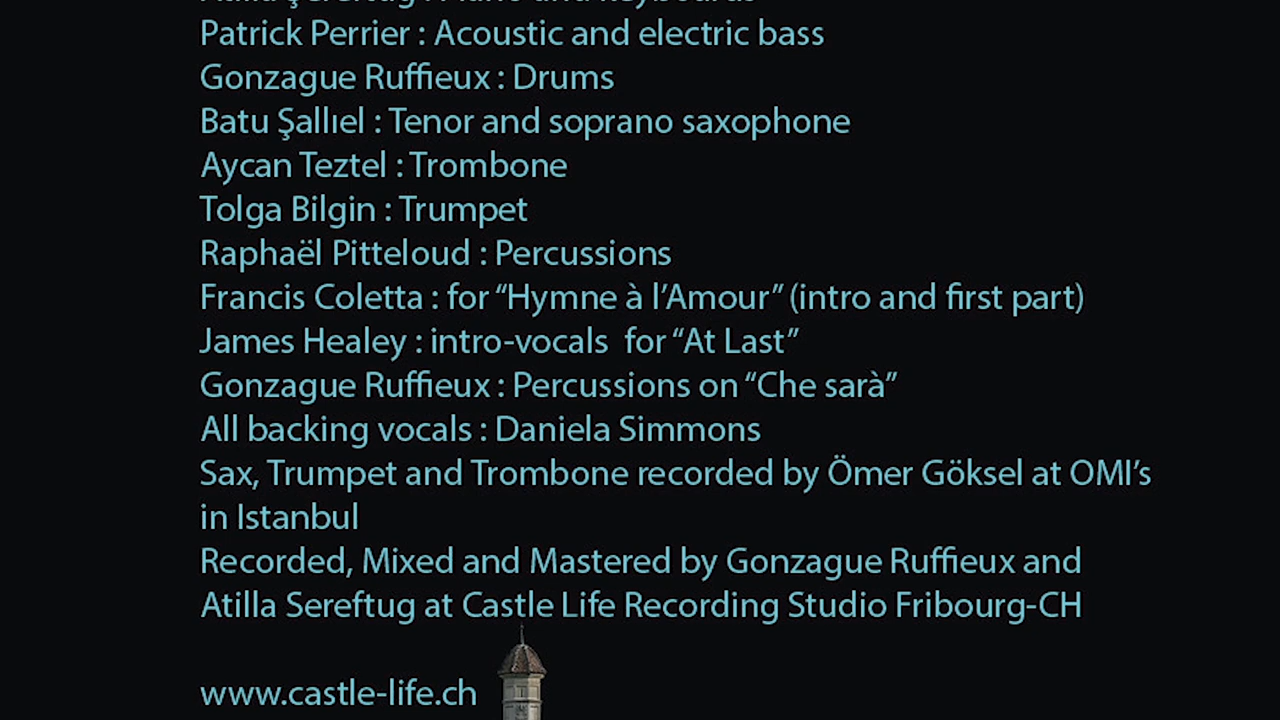 Patrick Perrier : Acoustic and electric bass
Gonzague Ruffieux : Drums
Batu Şallıel : Tenor and soprano saxophone
Aycan Teztel : Trombone
Tolga Bilgin : Trumpet
Raphaël Pitteloud : Percussions
Francis Coletta : for “Hymne à l’Amour” (intro and first part)
James Healey : intro-vocals  for “At Last”
Gonzague Ruffieux : Percussions on “Che sarà”
All backing vocals : Daniela Simmons
Sax, Trumpet and Trombone recorded by Ömer Göksel at OMI’s
in Istanbul
Recorded, Mixed and Mastered by Gonzague Ruffieux and
Atilla Sereftug at Castle Life Recording Studio Fribourg-CH
www.castle-life.ch